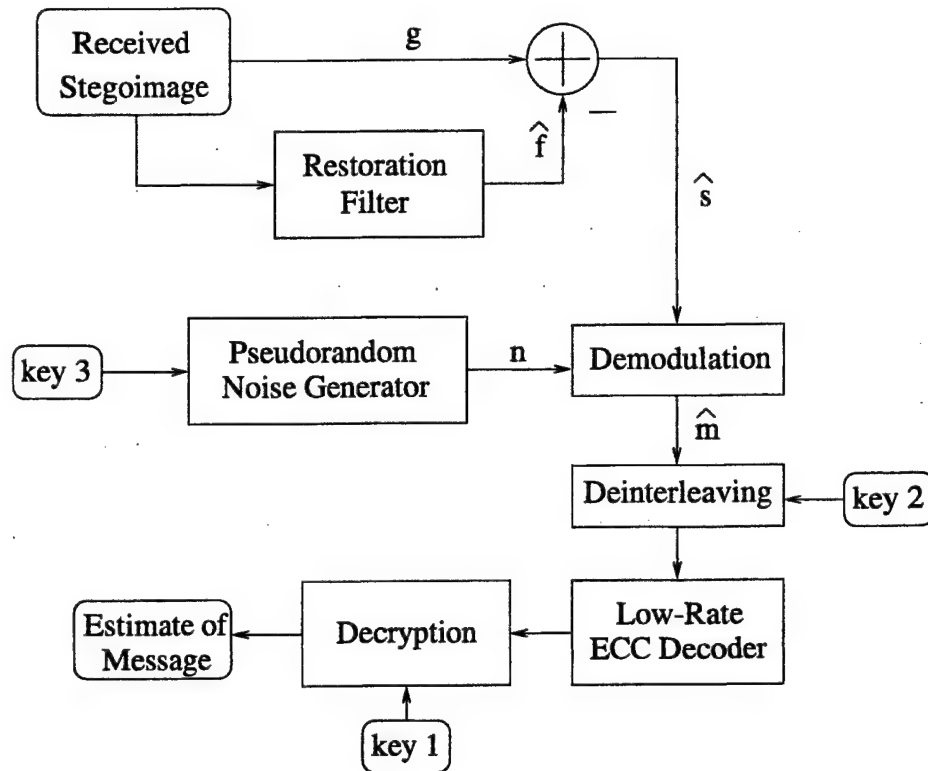 Received
Stegoimage
g
−
f̂
Restoration
Filter
ŝ
key 3
Pseudorandom
Noise Generator
n
Demodulation
m̂
Deinterleaving
key 2
Low-Rate
ECC Decoder
Decryption
Estimate of
Message
key 1